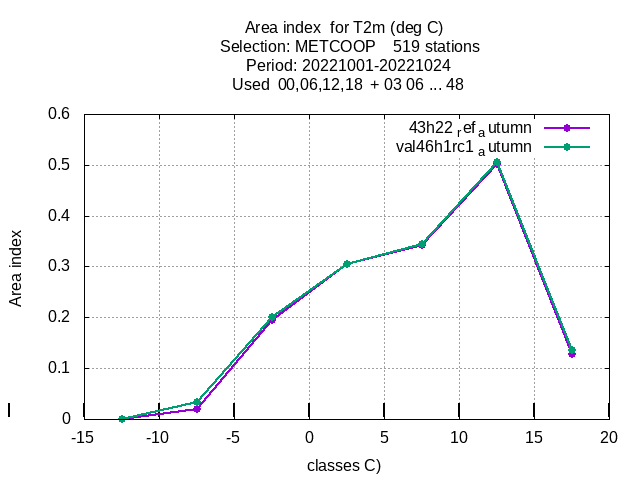 Area index for T2m (deg C)
Selection: METCOOP 519 stations
Period: 20221001-20221024
Used 00,06,12,18 + 03 06 ... 48
0.6
43h22 ref a utumn
val46h1rc1 a utumn
0.5
0.4
0.3
0.2
0.1
0
Area index
-15 -10 -5 0 5 10 15 20
classes C)